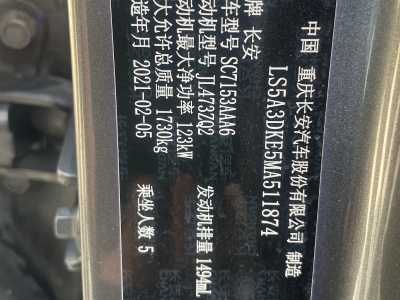 中国 重庆长安汽车股份有限公司 制造
LS5A3DKE5MA511874
牌 长安
车型号 SC7153AAA6
动机型号 JL473ZQ2 发动机排量 1494mL
动机最大净功率 123kW
大允许总质量 1730kg 乘坐人数 5
造年月 2021-02-05